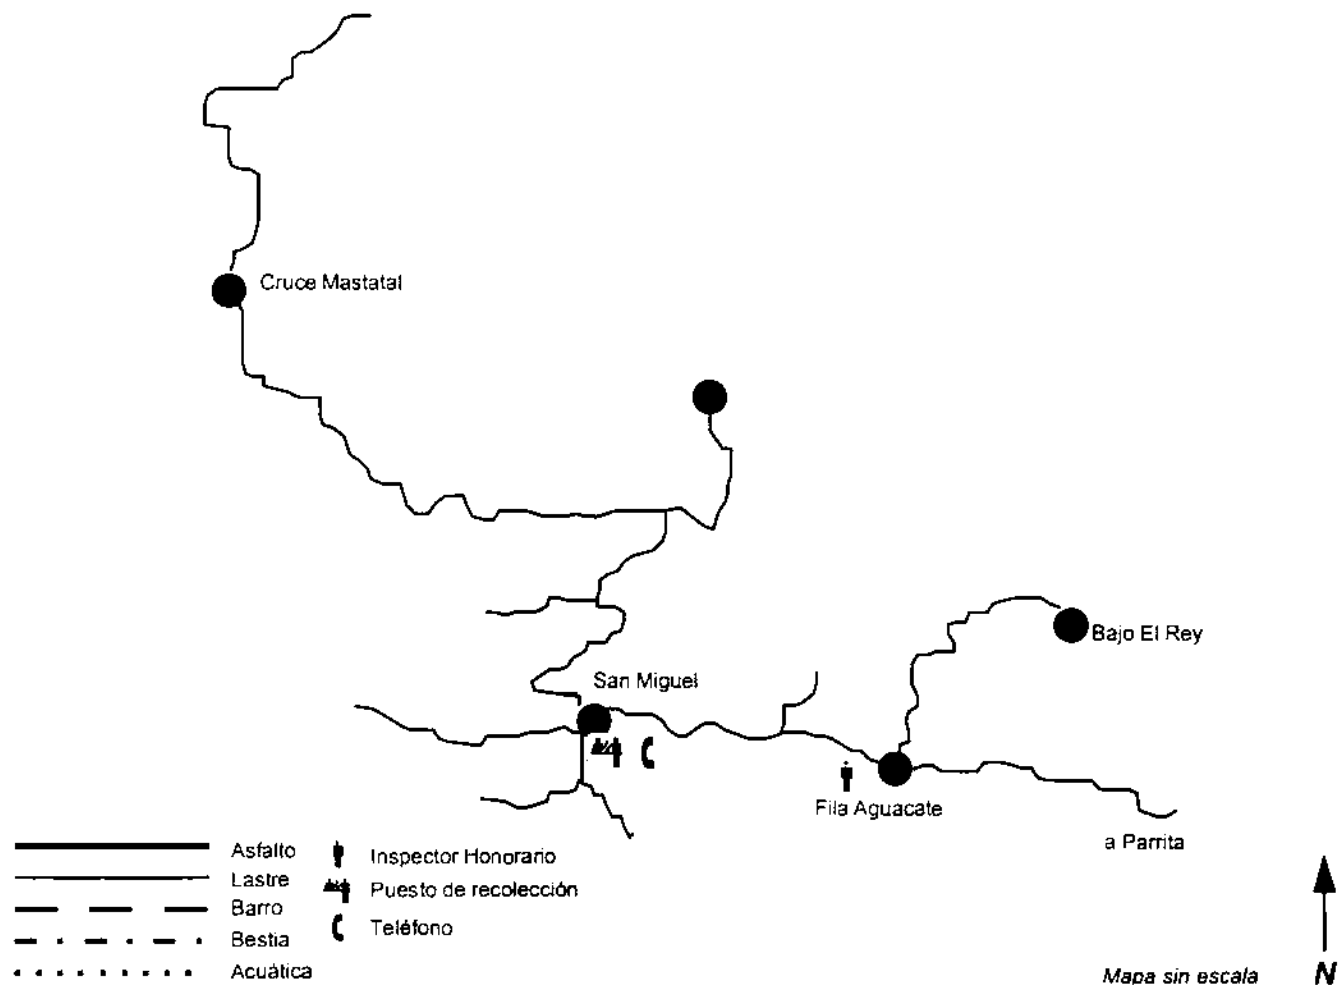 Cruce Mastatal
Bajo El Rey
San Miguel
Fila Aguacate
a Parrita
Asfalto
Lastre
Barro
Bestia
Acuática
Inspector Honorario
Puesto de recolección
Teléfono
Mapa sin escala
N